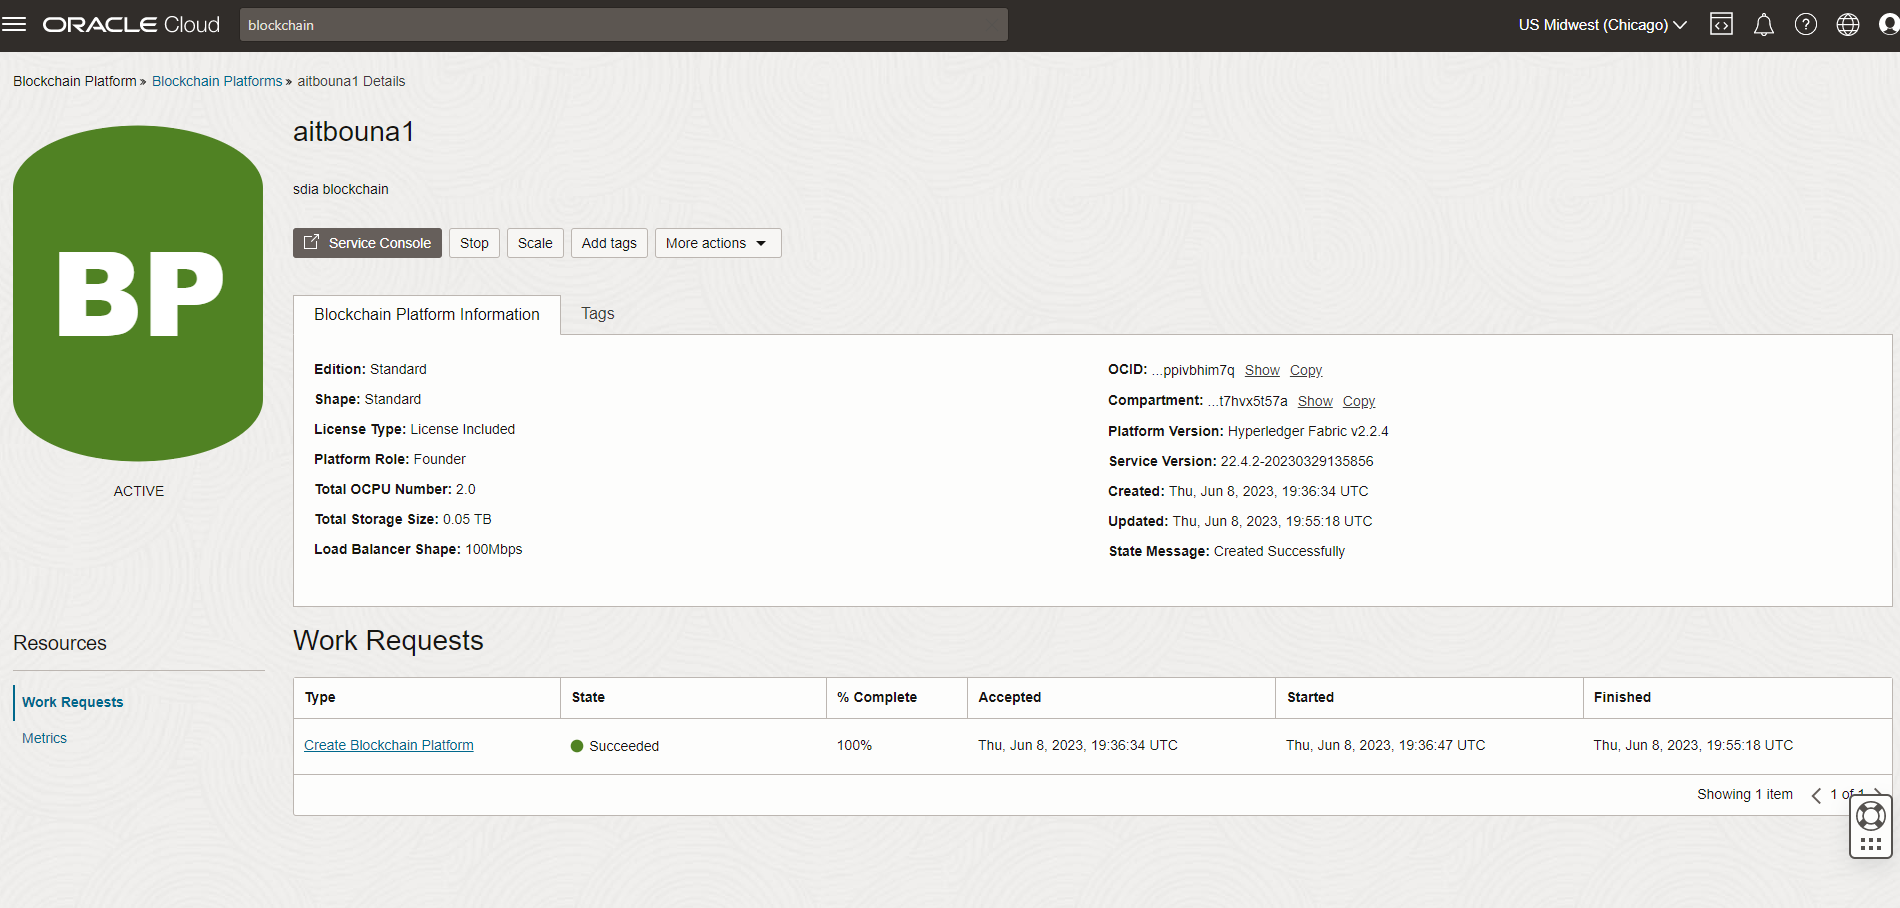 ORACLE Cloud
blockchain
US Midwest (Chicago)
Blockchain Platform » Blockchain Platforms » aitbouna1 Details
BP
ACTIVE
aitbouna1
sdia blockchain
Service Console
Stop
Scale
Add tags
More actions
Blockchain Platform Information
Tags
Edition: Standard
Shape: Standard
License Type: License Included
Platform Role: Founder
Total OCPU Number: 2.0
Total Storage Size: 0.05 TB
Load Balancer Shape: 100Mbps
OCID: ...ppivbhim7q Show Copy
Compartment: ...t7hvx5t57a Show Copy
Platform Version: Hyperledger Fabric v2.2.4
Service Version: 22.4.2-20230329135856
Created: Thu, Jun 8, 2023, 19:36:34 UTC
Updated: Thu, Jun 8, 2023, 19:55:18 UTC
State Message: Created Successfully
Resources
Work Requests
Metrics
Work Requests
Type State % Complete Accepted Started Finished
Create Blockchain Platform Succeeded 100% Thu, Jun 8, 2023, 19:36:34 UTC Thu, Jun 8, 2023, 19:36:47 UTC Thu, Jun 8, 2023, 19:55:18 UTC
Showing 1 item 1 of 1